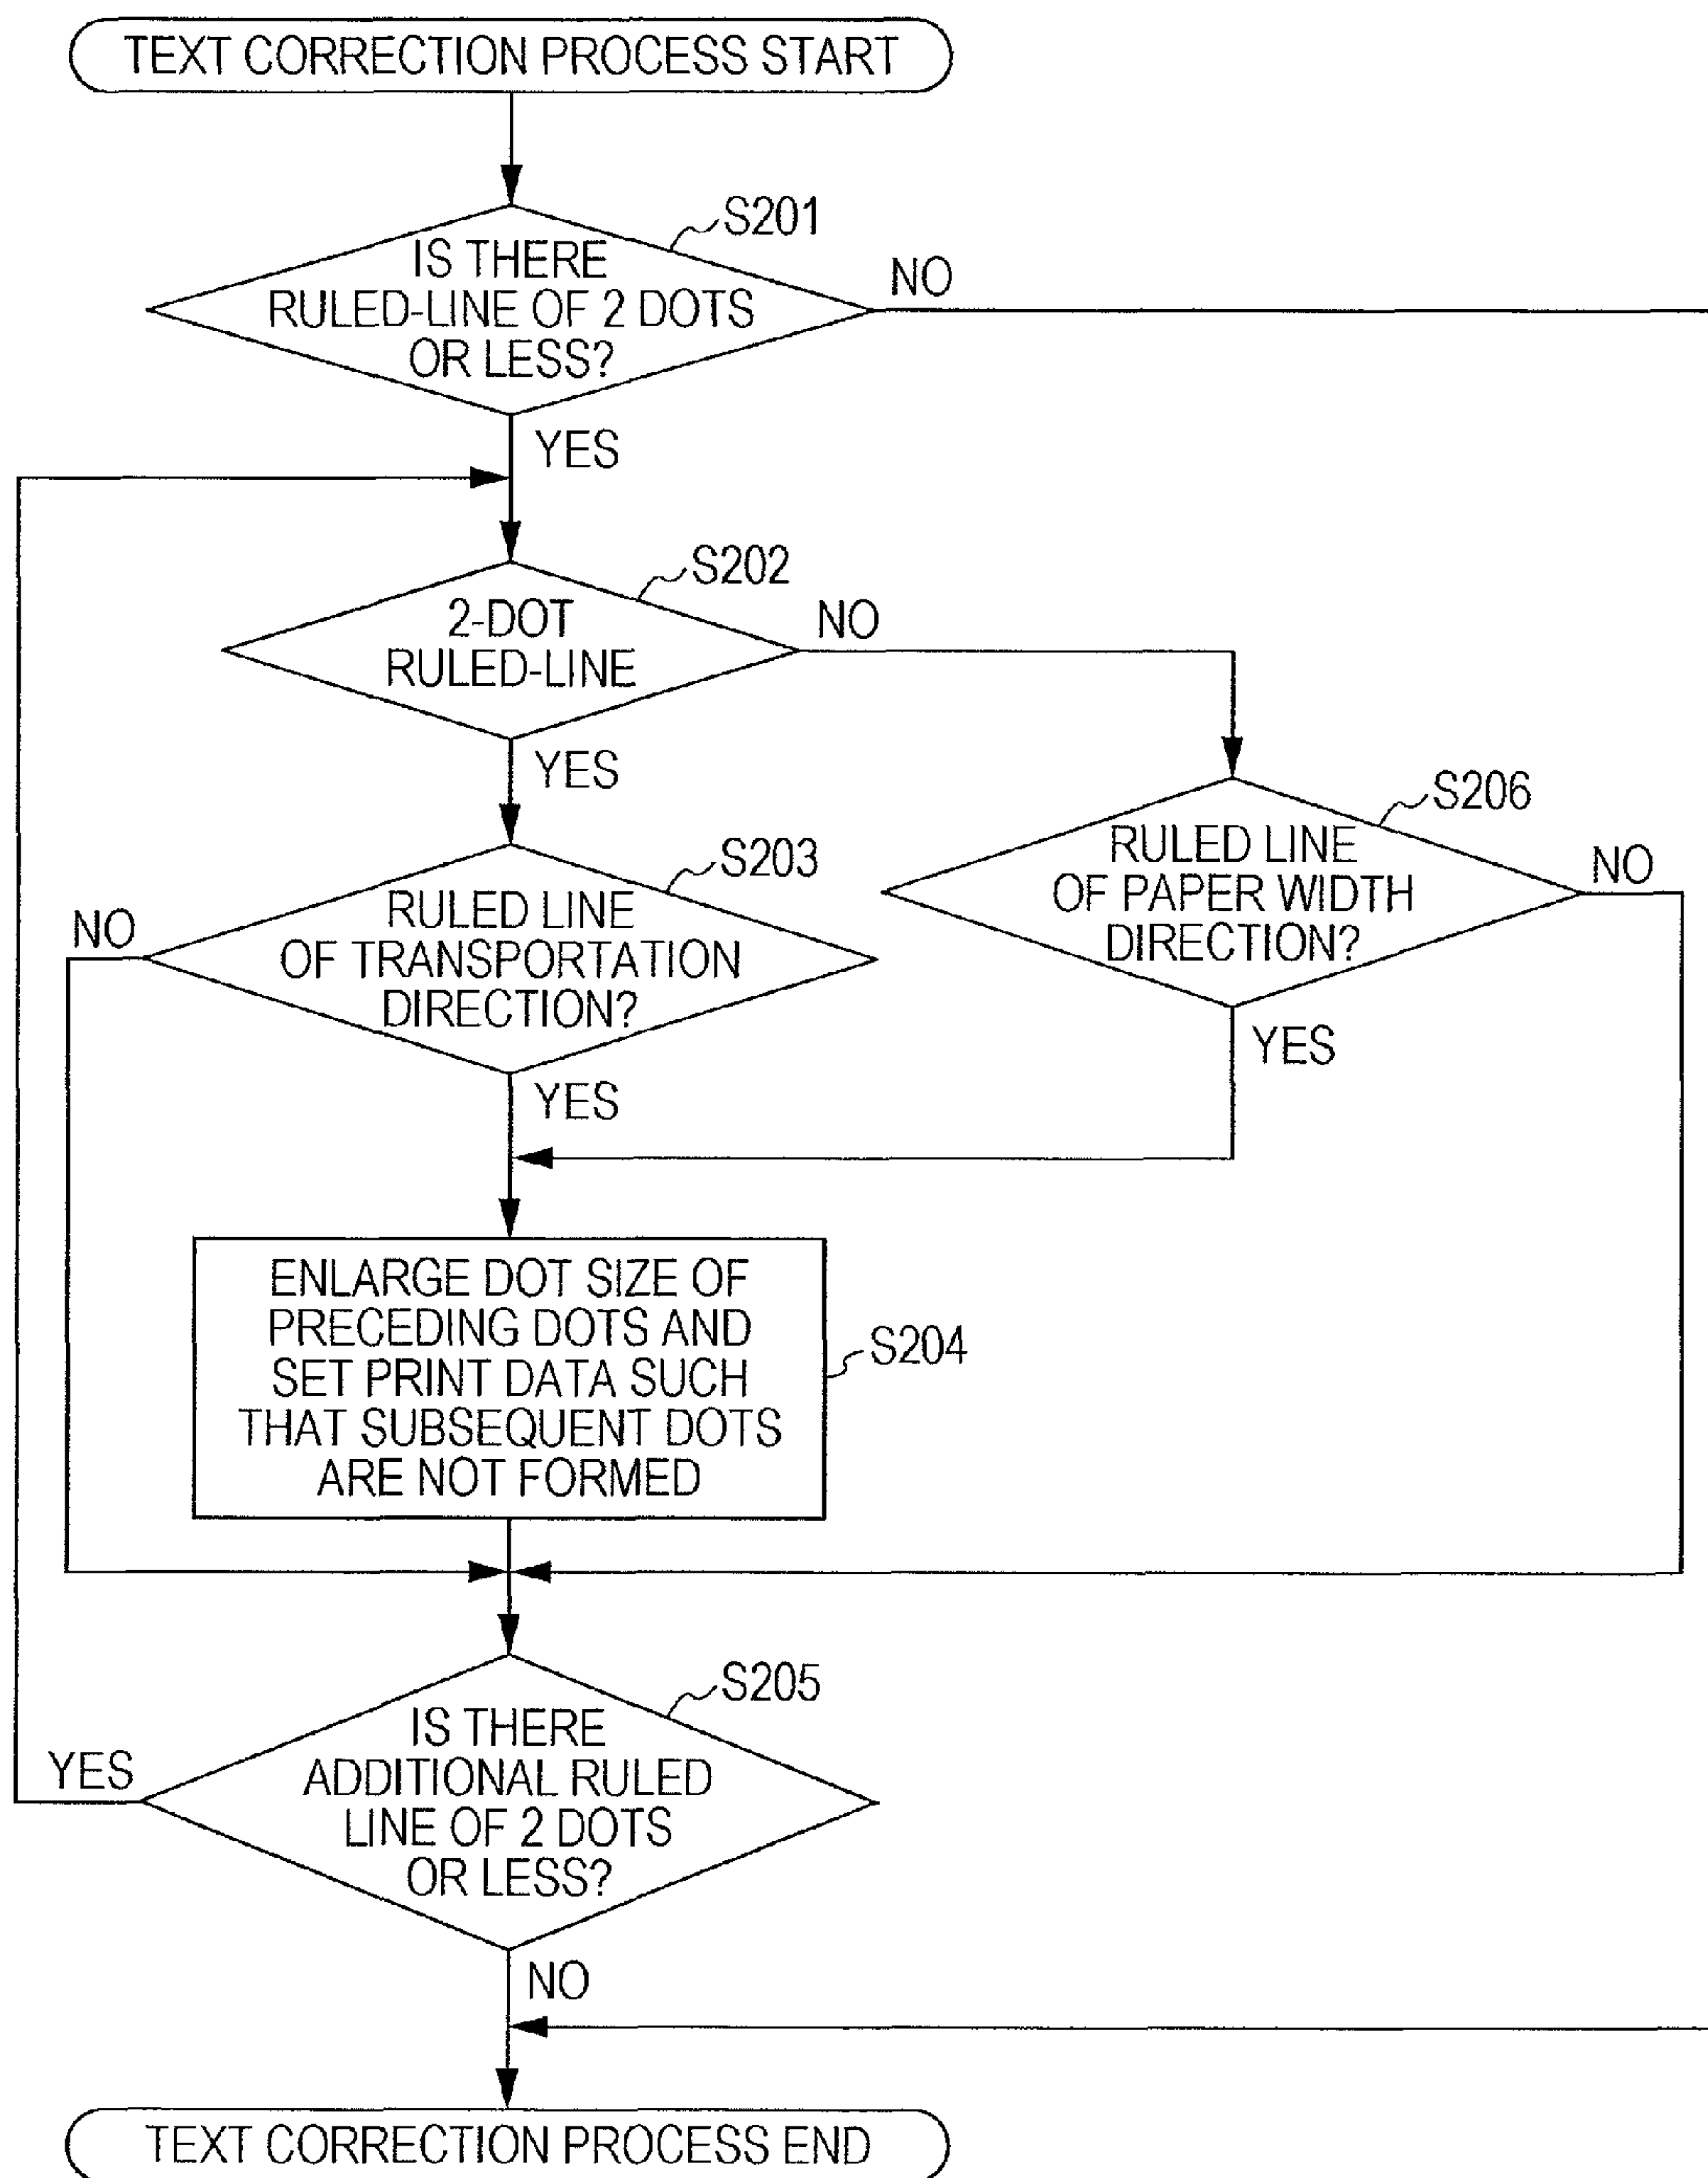 TEXT CORRECTION PROCESS START
S201
IS THERE
RULED-LINE OF 2 DOTS
OR LESS?
NO
YES
S202
2-DOT
RULED-LINE
NO
YES
S203
RULED LINE
OF TRANSPORTATION
DIRECTION?
NO
YES
S206
RULED LINE
OF PAPER WIDTH
DIRECTION?
NO
YES
ENLARGE DOT SIZE OF
PRECEDING DOTS AND
SET PRINT DATA SUCH
THAT SUBSEQUENT DOTS
ARE NOT FORMED
S204
S205
IS THERE
ADDITIONAL RULED
LINE OF 2 DOTS
OR LESS?
YES
NO
TEXT CORRECTION PROCESS END